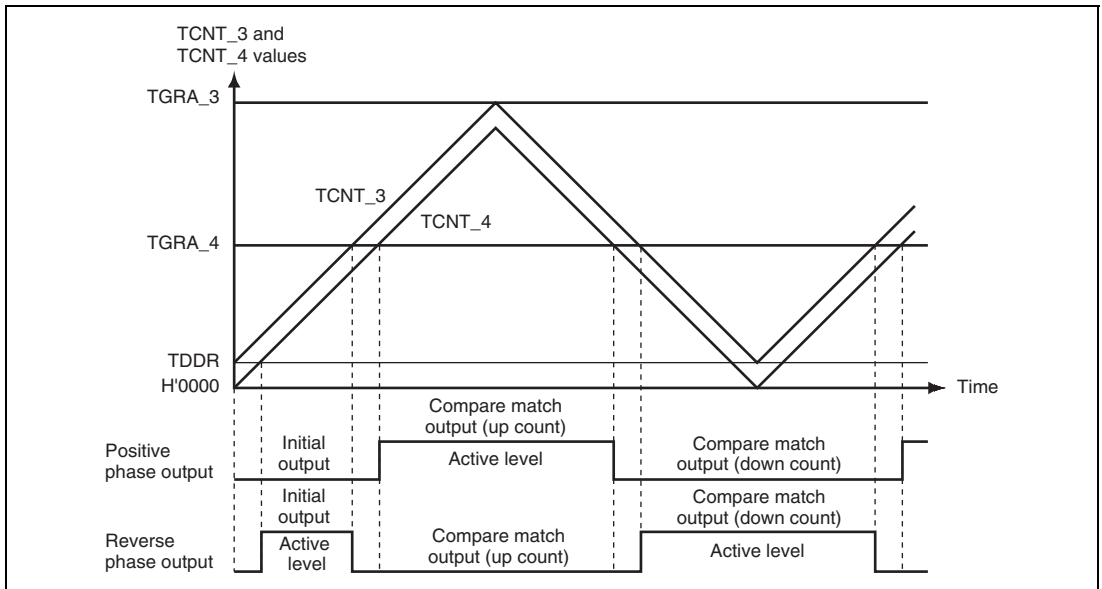 TCNT_3 and
TCNT_4 values
TGRA_3
TCNT_3
TCNT_4
TGRA_4
TDDR
H'0000
Time
Compare match
output (up count)
Positive
phase output
Initial
output
Active level
Compare match
output (down count)
Initial
output
Compare match
output (down count)
Reverse
phase output
Active
level
Compare match
output (up count)
Active level